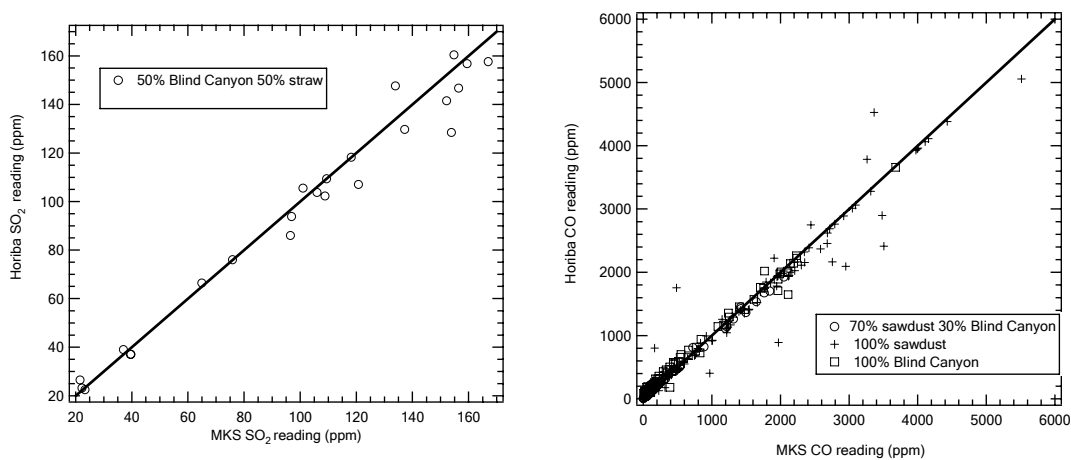 160
140
120
100
80
60
40
20
Horiba SO2 reading (ppm)
50% Blind Canyon 50% straw
20 40 60 80 100 120 140 160
MKS SO2 reading (ppm)
6000
5000
4000
3000
2000
1000
0
Horiba CO reading (ppm)
70% sawdust 30% Blind Canyon
100% sawdust
100% Blind Canyon
0 1000 2000 3000 4000 5000 6000
MKS CO reading (ppm)